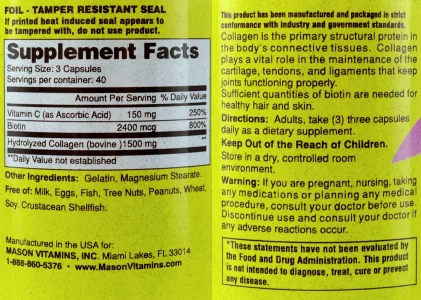 FOIL - TAMPER RESISTANT SEAL
If printed heat induced seal appears to
be tampered with, do not use product.
Supplement Facts
Serving Size: 3 Capsules
Servings per container: 40
Amount Per Serving % Daily Value
Vitamin C (as Ascorbic Acid) 150 mg 250%
Biotin 2400 mcg 800%
Hydrolyzed Collagen (bovine) 1500 mg **
**Daily Value not established
Other Ingredients: Gelatin, Magnesium Stearate.
Free of: Milk, Eggs, Fish, Tree Nuts, Peanuts, Wheat,
Soy, Crustacean Shellfish.
Manufactured in the USA for:
MASON VITAMINS, INC. Miami Lakes, FL 33014
1-888-860-5376 • www.MasonVitamins.com
This product has been manufactured and packaged in strict
conformance with industry and government standards.
Collagen is the primary structural protein in
the body's connective tissues. Collagen
plays a vital role in the maintenance of the
cartilage, tendons, and ligaments that keep
joints functioning properly.
Sufficient quantities of biotin are needed for
healthy hair and skin.
Directions: Adults, take (3) three capsules
daily as a dietary supplement.
Keep Out of the Reach of Children.
Store in a dry, controlled room
environment.
Warning: If you are pregnant, nursing, taking
any medications or planning any medical
procedure, consult your doctor before use.
Discontinue use and consult your doctor if
any adverse reactions occur.
*These statements have not been evaluated by
the Food and Drug Administration. This product
is not intended to diagnose, treat, cure or prevent
any disease.